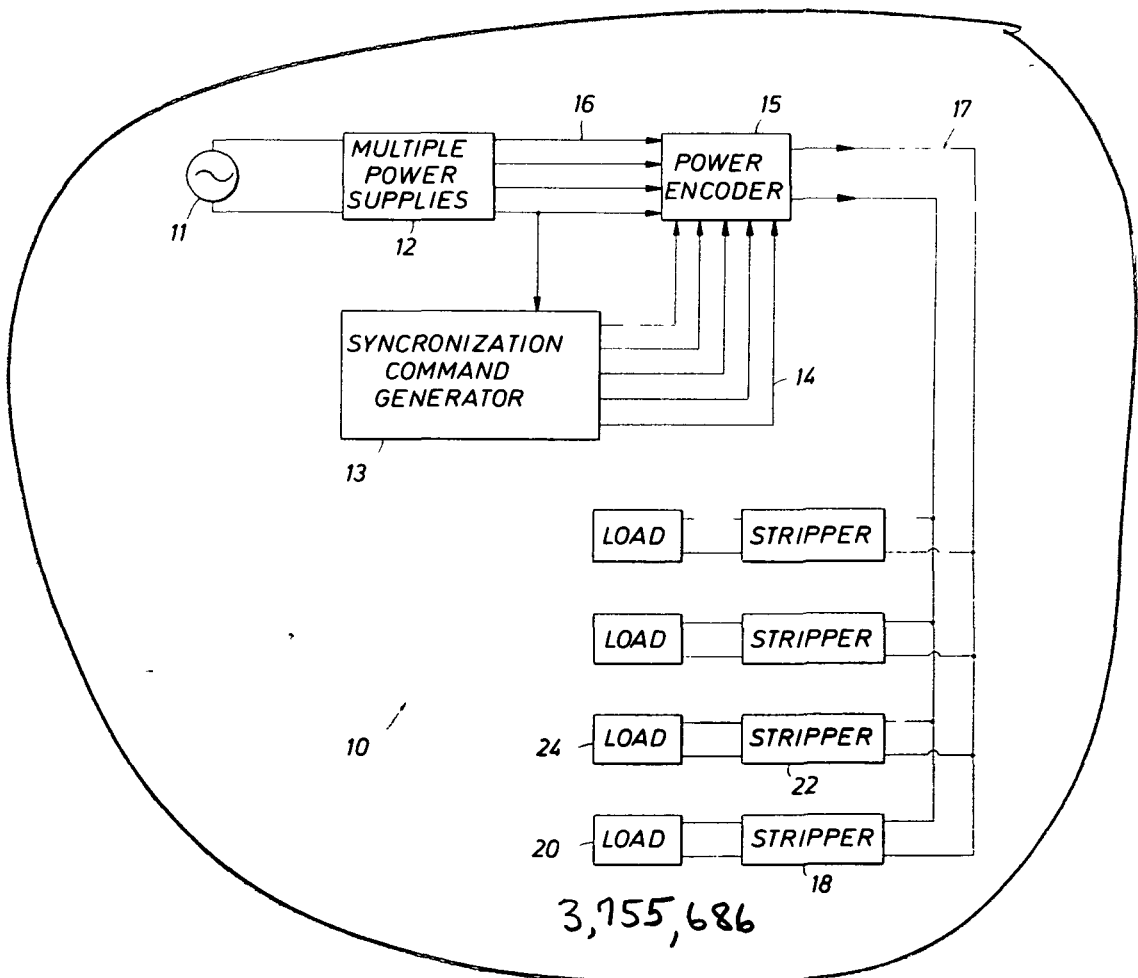 16
15
17
MULTIPLE
POWER
SUPPLIES
POWER
ENCODER
11
12
SYNCRONIZATION
COMMAND
GENERATOR
14
13
LOAD
STRIPPER
LOAD
STRIPPER
10
24
LOAD
STRIPPER
22
20
LOAD
STRIPPER
18
3,755,686